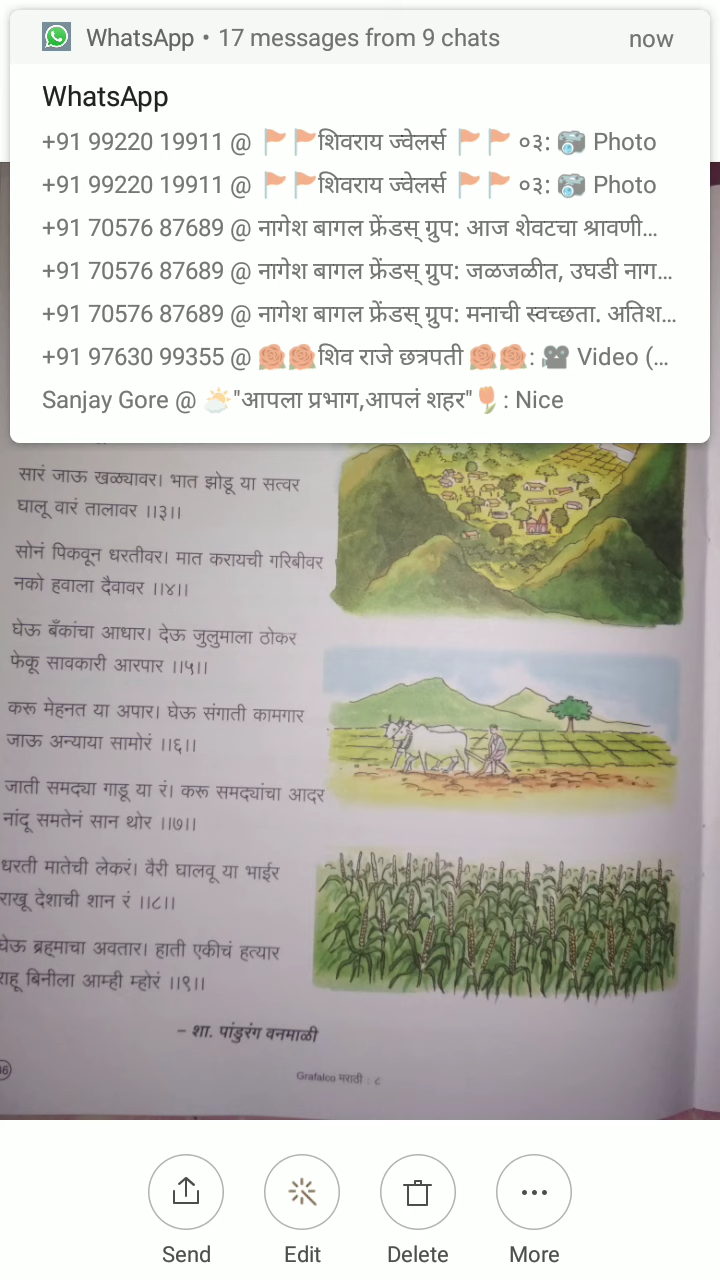 WhatsApp • 17 messages from 9 chats now
WhatsApp
+91 99220 19911 @ 🚩🚩शिवराय ज्वेलर्स 🚩🚩 ०३: 📷 Photo
+91 99220 19911 @ 🚩🚩शिवराय ज्वेलर्स 🚩🚩 ०३: 📷 Photo
+91 70576 87689 @ नागेश बागल फ्रेंडस् ग्रुप: आज शेवटचा श्रावणी...
+91 70576 87689 @ नागेश बागल फ्रेंडस् ग्रुप: जळजळीत, उघडी नाग...
+91 70576 87689 @ नागेश बागल फ्रेंडस् ग्रुप: मनाची स्वच्छता. अतिश...
+91 97630 99355 @ 🌹🌹शिव राजे छत्रपती 🌹🌹: 🎥 Video (...
Sanjay Gore @ 🌤️"आपला प्रभाग,आपलं शहर"🌷: Nice
सारं जाऊ खळ्यावर। भात झोडू या सत्वर
घालू वारं तालावर ।।३।।
सोनं पिकवून धरतीवर। मात करायची गरिबीवर
नको हवाला दैवावर ।।४।।
घेऊ बँकांचा आधार। देऊ जुलुमाला ठोकर
फेकू सावकारी आरपार ।।५।।
करू मेहनत या अपार। घेऊ संगाती कामगार
जाऊ अन्याया सामोरं ।।६।।
जाती समद्या गाडू या रं। करू समद्यांचा आदर
नांदू समतेनं सान थोर ।।७।।
धरती मातेची लेकरं। वैरी घालवू या भाईर
राखू देशाची शान रं ।।८।।
घेऊ ब्रह्माचा अवतार। हाती एकीचं हत्यार
राहू बिनीला आम्ही म्होरं ।।९।।
– शा. पांडुरंग वनमाळी
Grafalco मराठी : ८
Send Edit Delete More